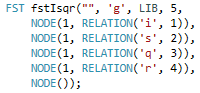 FST fstIsqr("", 'g', LIB, 5,
NODE(1, RELATION('i', 1)),
NODE(1, RELATION('s', 2)),
NODE(1, RELATION('q', 3)),
NODE(1, RELATION('r', 4)),
NODE());